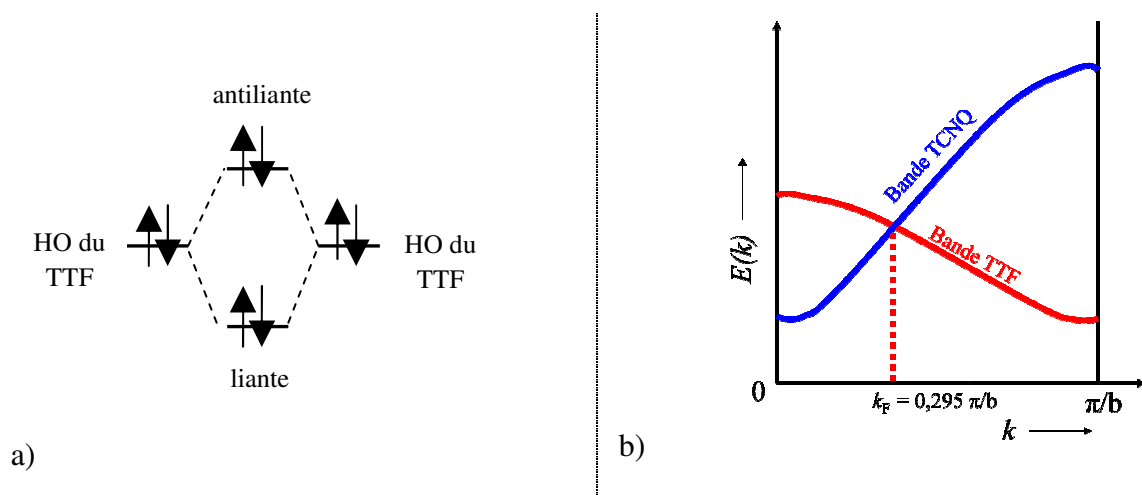 antiliante
HO du
TTF
HO du
TTF
liante
a)
E(k)
Bande TCNQ
Bande TTF
0
k_F = 0,295 π/b
π/b
k
b)